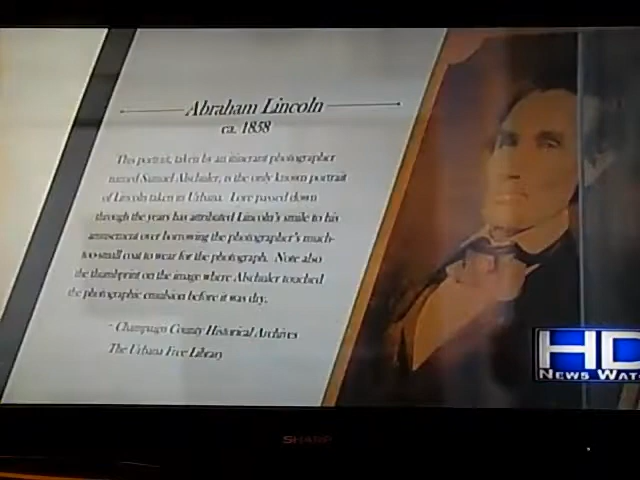 Abraham Lincoln
ca. 1858
This portrait, taken by an itinerant photographer
named Samuel Alschuler, is the only known portrait
of Lincoln taken in Urbana. Lore passed down
through the years has attributed Lincoln's smile to his
amusement over borrowing the photographer's much-
too-small coat to wear for the photograph. Note also
the thumbprint on the image where Alschuler touched
the photographic emulsion before it was dry.
~ Champaign County Historical Archives
The Urbana Free Library
HD
NEWS WAT
SHARP